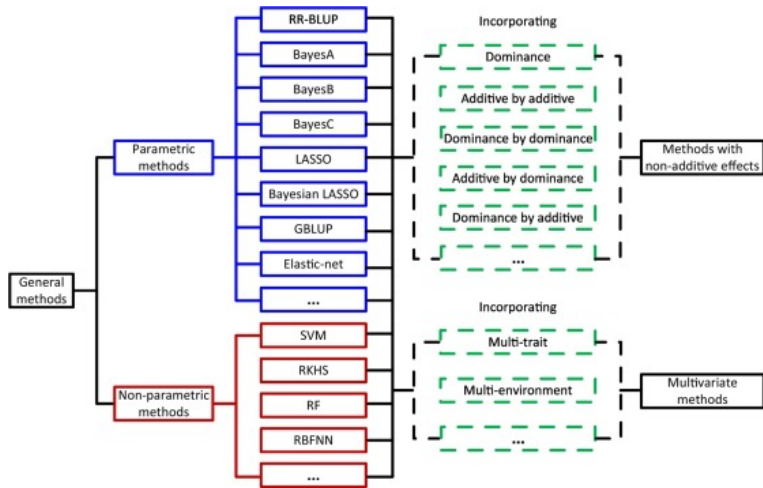 General
methods
Parametric
methods
Non-parametric
methods
RR-BLUP
BayesA
BayesB
BayesC
LASSO
Bayesian LASSO
GBLUP
Elastic-net
...
SVM
RKHS
RF
RBFNN
...
Incorporating
Dominance
Additive by additive
Dominance by dominance
Additive by dominance
Dominance by additive
...
Incorporating
Multi-trait
Multi-environment
...
Methods with
non-additive effects
Multivariate
methods